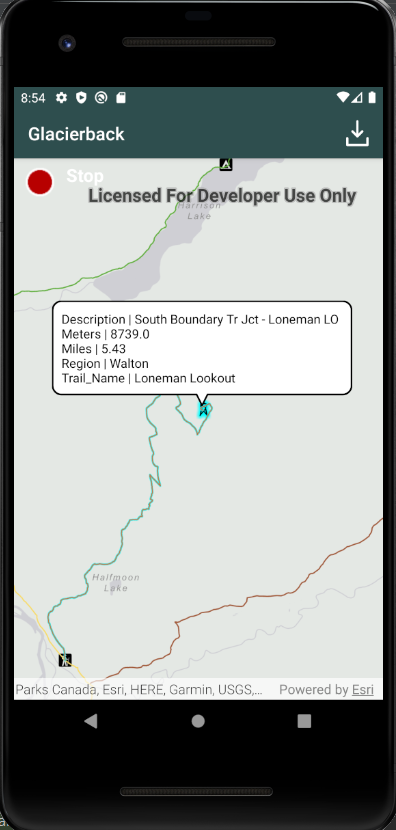 8:54
Glacierback
Stop
Licensed For Developer Use Only
Harrison
Lake
Description | South Boundary Tr Jct - Loneman LO
Meters | 8739.0
Miles | 5.43
Region | Walton
Trail_Name | Loneman Lookout
Halfmoon
Lake
Parks Canada, Esri, HERE, Garmin, USGS,... Powered by Esri